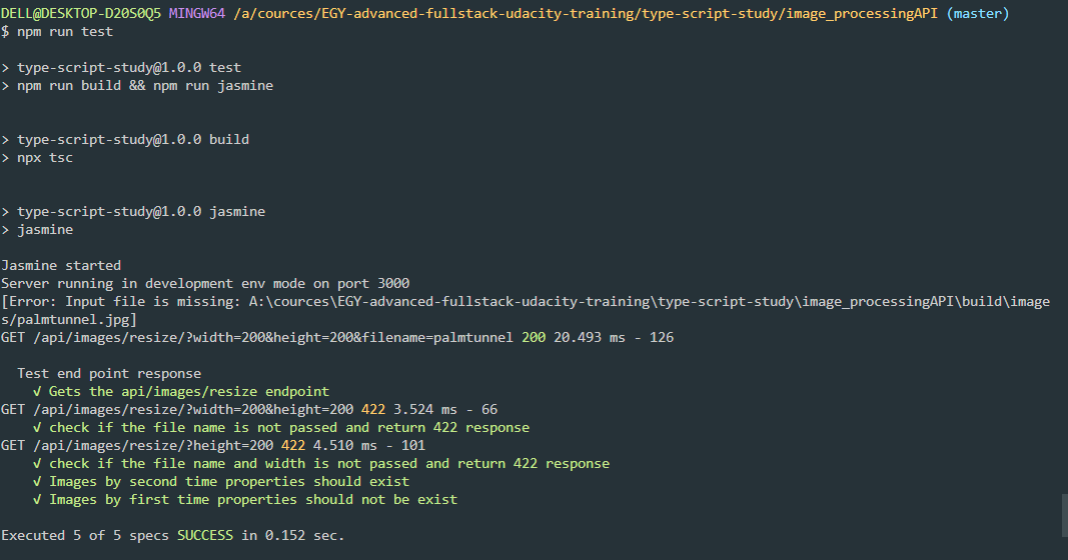 DELL@DESKTOP-D20S0Q5 MINGW64 /a/cources/EGY-advanced-fullstack-udacity-training/type-script-study/image_processingAPI (master)
$ npm run test
> type-script-study@1.0.0 test
> npm run build && npm run jasmine
> type-script-study@1.0.0 build
> npx tsc
> type-script-study@1.0.0 jasmine
> jasmine
Jasmine started
Server running in development env mode on port 3000
[Error: Input file is missing: A:\cources\EGY-advanced-fullstack-udacity-training\type-script-study\image_processingAPI\build\image
s/palmtunnel.jpg]
GET /api/images/resize/?width=200&height=200&filename=palmtunnel 200 20.493 ms - 126
Test end point response
√ Gets the api/images/resize endpoint
GET /api/images/resize/?width=200&height=200 422 3.524 ms - 66
√ check if the file name is not passed and return 422 response
GET /api/images/resize/?height=200 422 4.510 ms - 101
√ check if the file name and width is not passed and return 422 response
√ Images by second time properties should exist
√ Images by first time properties should not be exist
Executed 5 of 5 specs SUCCESS in 0.152 sec.